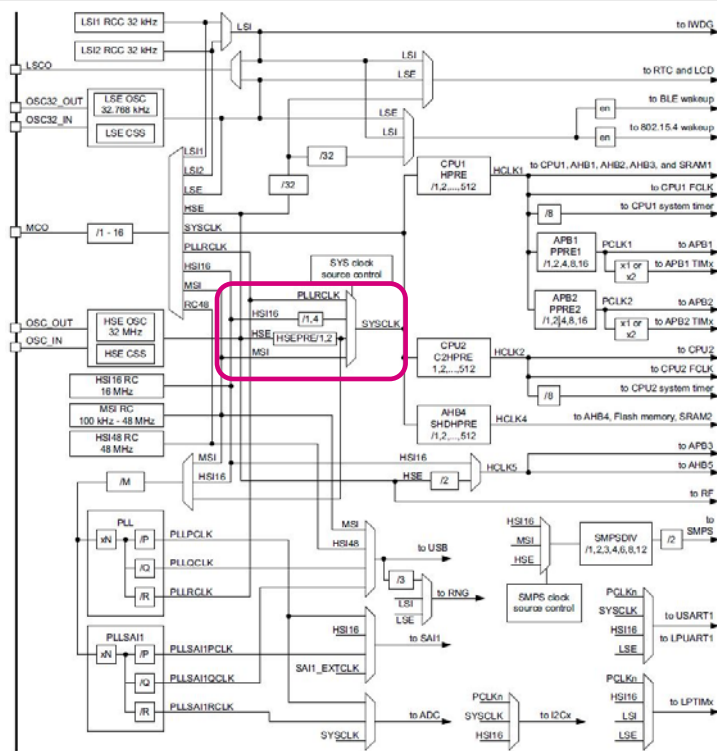 LSI1 RCC 32 kHz
LSI
to IWDG
LSI2 RCC 32 kHz
LSCO
LSI
LSE
to RTC and LCD
OSC32_OUT
LSE OSC
32.768 kHz
OSC32_IN
LSE CSS
LSE
LSI
en
to BLE wakeup
en
to 802.15.4 wakeup
/32
/32
LSI1
LSI2
LSE
HSE
SYSCLK
PLLRCLK
HSI16
MSI
RC48
MCO
/1 - 16
CPU1
HPRE
/1,2,...,512
HCLK1
to CPU1, AHB1, AHB2, AHB3, and SRAM1
to CPU1 FCLK
/8
to CPU1 system timer
APB1
PPRE1
/1,2,4,8,16
PCLK1
to APB1
x1 or
x2
to APB1 TIMx
SYS clock
source control
PLLRCLK
HSI16
/1,4
HSE
HSEPRE/1,2
MSI
SYSCLK
APB2
PPRE2
/1,2,4,8,16
PCLK2
to APB2
x1 or
x2
to APB2 TIMx
OSC_OUT
HSE OSC
32 MHz
OSC_IN
HSE CSS
CPU2
C2HPRE
1,2,...,512
HCLK2
to CPU2
to CPU2 FCLK
/8
to CPU2 system timer
HSI16 RC
16 MHz
MSI RC
100 kHz - 48 MHz
HSI48 RC
48 MHz
AHB4
SHDHPRE
/1,2,...,512
HCLK4
to AHB4, Flash memory, SRAM2
MSI
HSI16
/M
HSI16
HSE
/2
HCLK5
to APB3
to AHB5
to RF
PLL
xN
/P
PLLPCLK
/Q
PLLQCLK
/R
PLLRCLK
MSI
HSI48
to USB
/3
LSI
LSE
to RNG
HSI16
MSI
HSE
SMPSDIV
/1,2,3,4,6,8,12
/2
to
SMPS
SMPS clock
source control
PLLSAI1
xN
/P
PLLSAI1PCLK
/Q
PLLSAI1QCLK
/R
PLLSAI1RCLK
HSI16
SAI1_EXTCLK
to SAI1
PCLKn
SYSCLK
HSI16
LSE
to USART1
to LPUART1
SYSCLK
to ADC
PCLKn
SYSCLK
HSI16
to I2Cx
PCLKn
HSI16
LSI
LSE
to LPTIMx